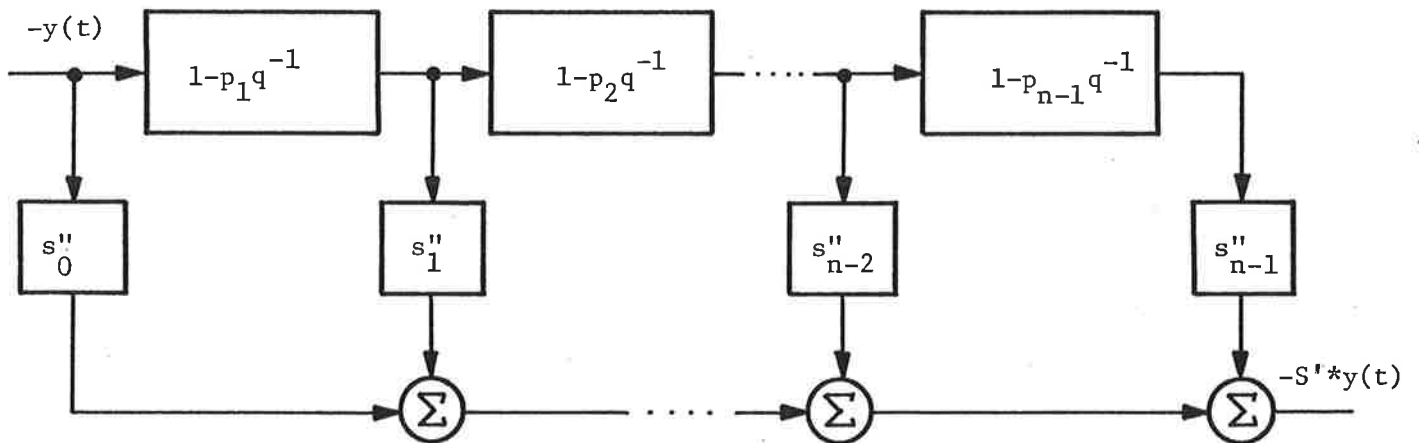 -y(t)
1-p₁q⁻¹
1-p₂q⁻¹
.....
1-pₙ₋₁q⁻¹
s"₀
s"₁
s"ₙ₋₂
s"ₙ₋₁
-S'*y(t)
Σ
....
Σ
Σ